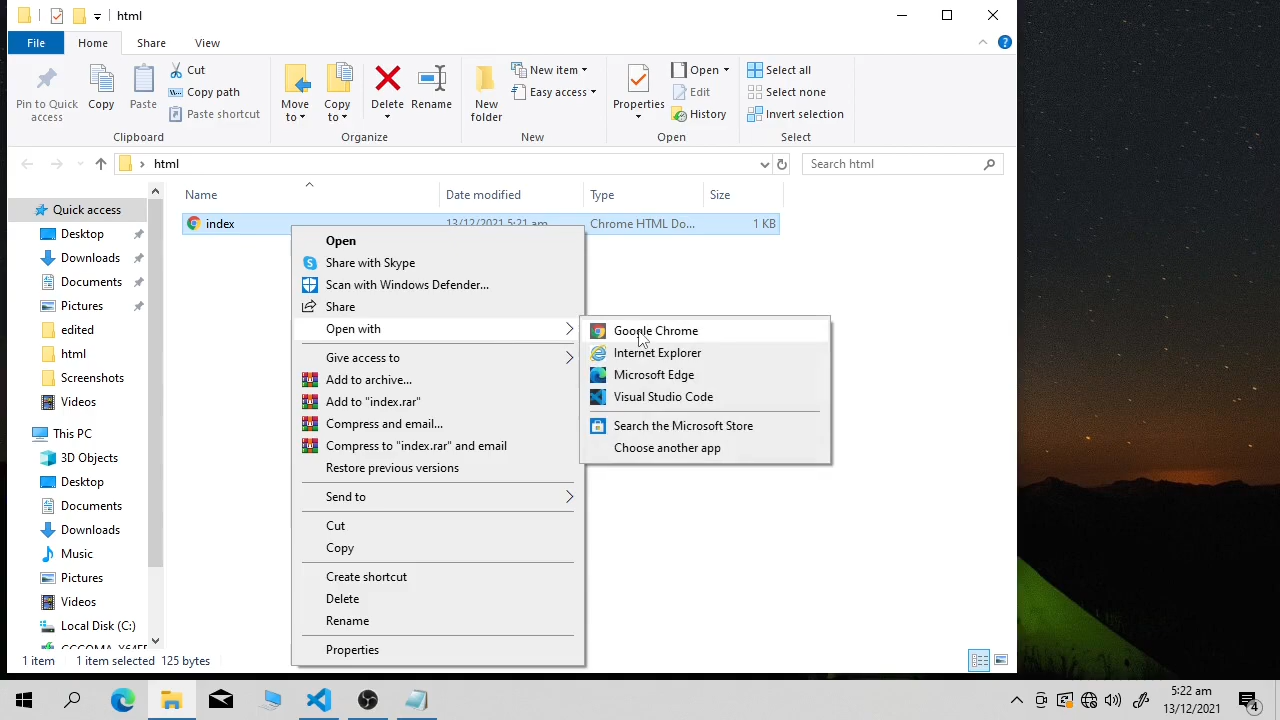 html
File
Home
Share
View
Pin to Quick access
Copy
Paste
Cut
Copy path
Paste shortcut
Clipboard
Move to
Copy to
Delete
Rename
Organize
New folder
New item
Easy access
New
Properties
Open
Edit
History
Open
Select all
Select none
Invert selection
Select
html
Search html
Name
Date modified
Type
Size
index
13/12/2021 5:21 am
Chrome HTML Do...
1 KB
Quick access
Desktop
Downloads
Documents
Pictures
edited
html
Screenshots
Videos
This PC
3D Objects
Desktop
Documents
Downloads
Music
Pictures
Videos
Local Disk (C:)
Open
Share with Skype
Scan with Windows Defender...
Share
Open with
Give access to
Add to archive...
Add to "index.rar"
Compress and email...
Compress to "index.rar" and email
Restore previous versions
Send to
Cut
Copy
Create shortcut
Delete
Rename
Properties
Google Chrome
Internet Explorer
Microsoft Edge
Visual Studio Code
Search the Microsoft Store
Choose another app
1 item
1 item selected 125 bytes
5:22 am
13/12/2021
4